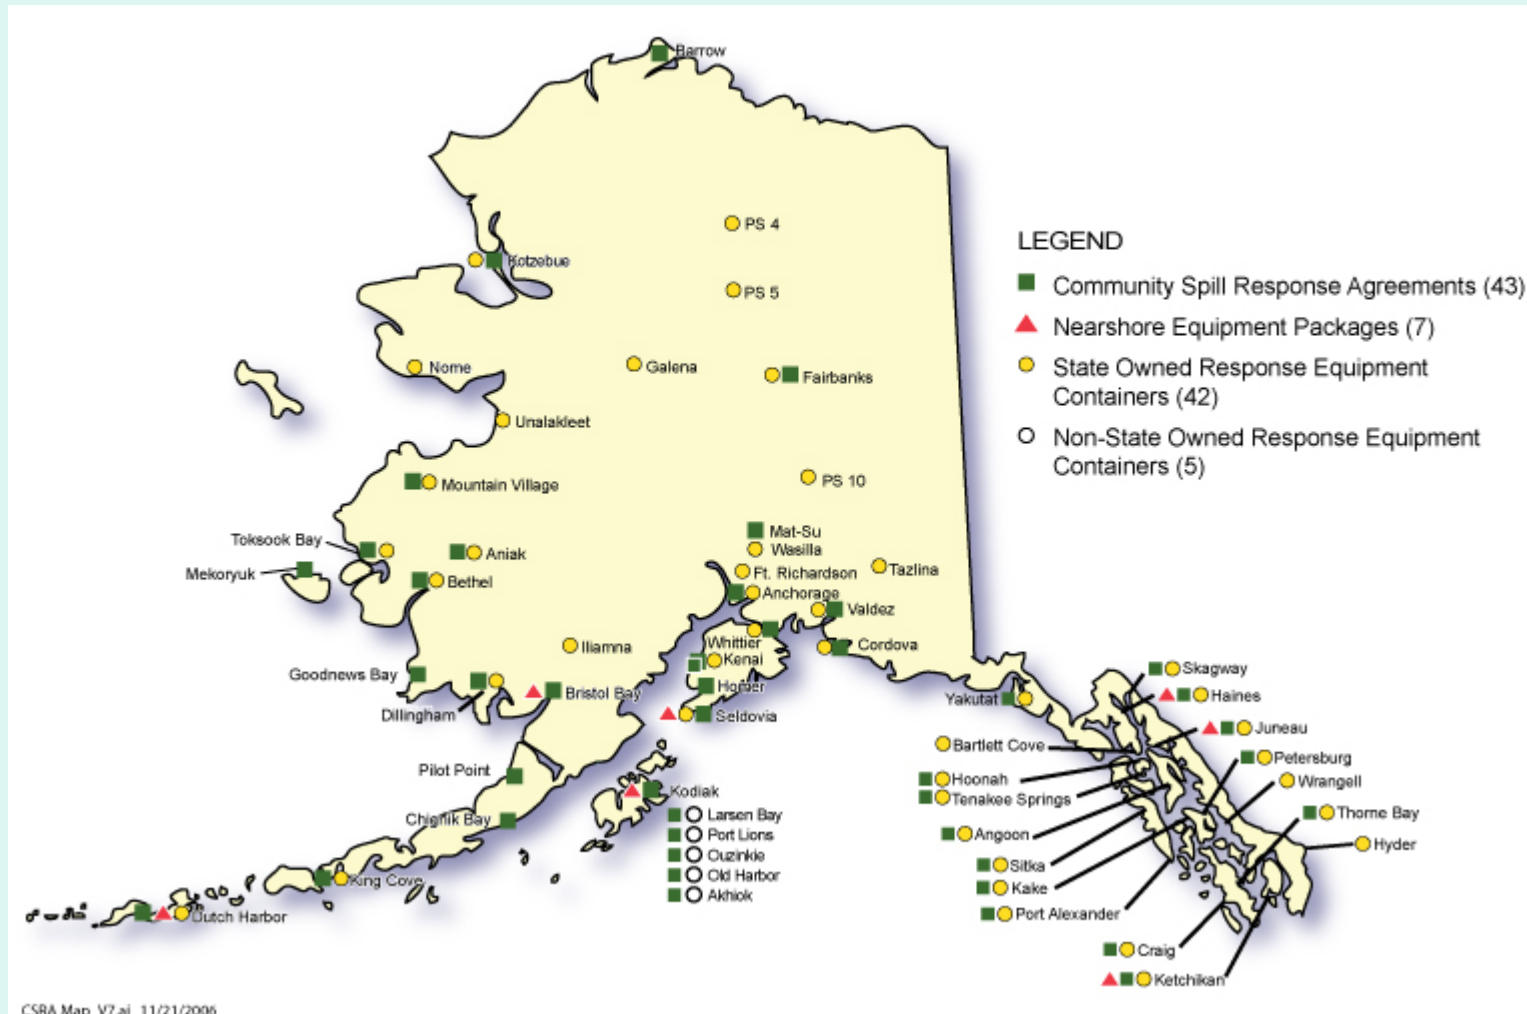 Barrow
PS 4
LEGEND
Kotzebue
Community Spill Response Agreements (43)
PS 5
Nearshore Equipment Packages (7)
Nome
Galena
Fairbanks
State Owned Response Equipment
Containers (42)
Unalakleet
Non-State Owned Response Equipment
Containers (5)
Mountain Village
PS 10
Mat-Su
Toksook Bay
Aniak
Wasilla
Mekoryuk
Bethel
Ft. Richardson
Tazlina
Anchorage
Valdez
Iliamna
Whittier
Cordova
Kenai
Goodnews Bay
Homer
Skagway
Dillingham
Bristol Bay
Seldovia
Yakutat
Haines
Juneau
Bartlett Cove
Petersburg
Pilot Point
Hoonah
Wrangell
Kodiak
Tenakee Springs
Chignik Bay
Larsen Bay
Thorne Bay
Port Lions
Angoon
Hyder
Ouzinkie
Sitka
King Cove
Old Harbor
Kake
Akhiok
Dutch Harbor
Port Alexander
Craig
Ketchikan
CSRA Map_V7.ai 11/21/2006